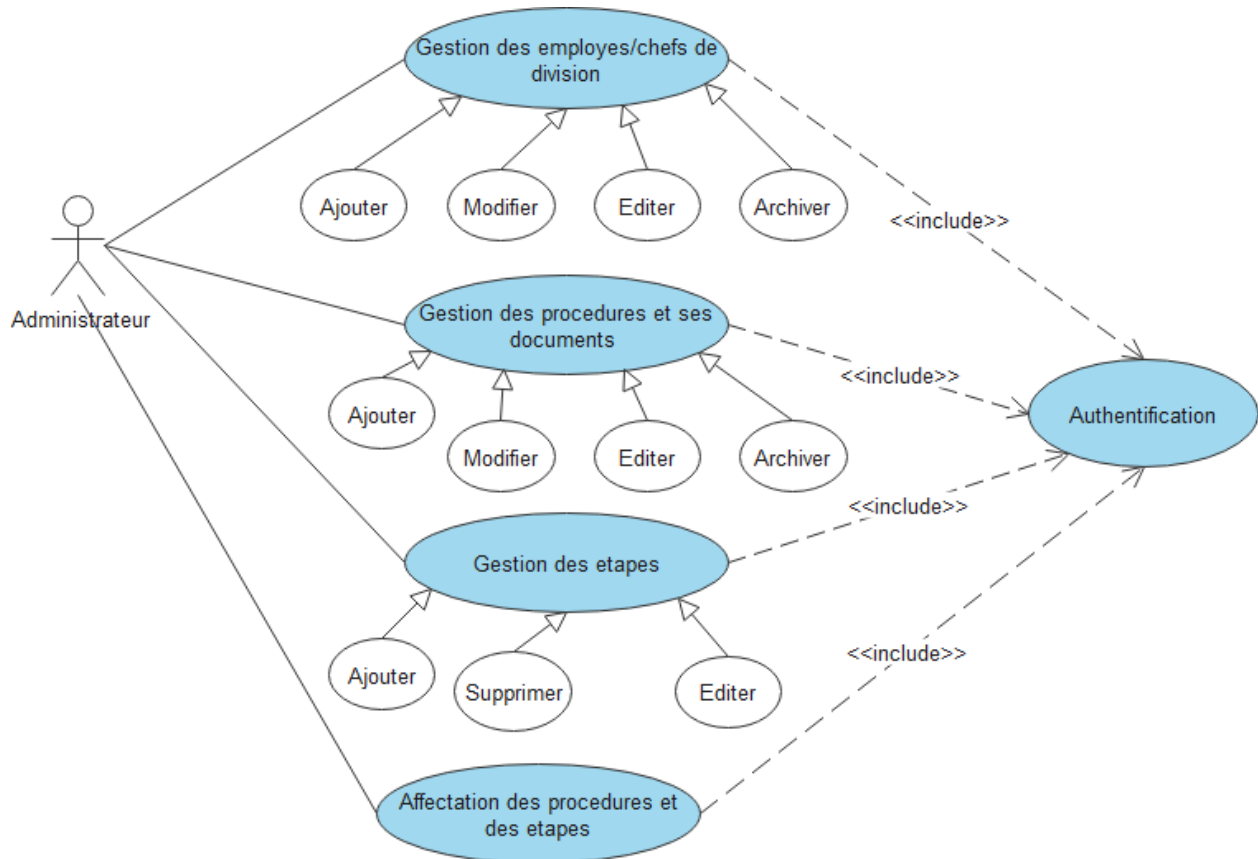 Gestion des employes/chefs de
division
Ajouter
Modifier
Editer
Archiver
<<include>>
Administrateur
Gestion des procedures et ses
documents
<<include>>
Ajouter
Modifier
Editer
Archiver
Authentification
<<include>>
Gestion des etapes
Ajouter
Supprimer
Editer
<<include>>
Affectation des procedures et
des etapes